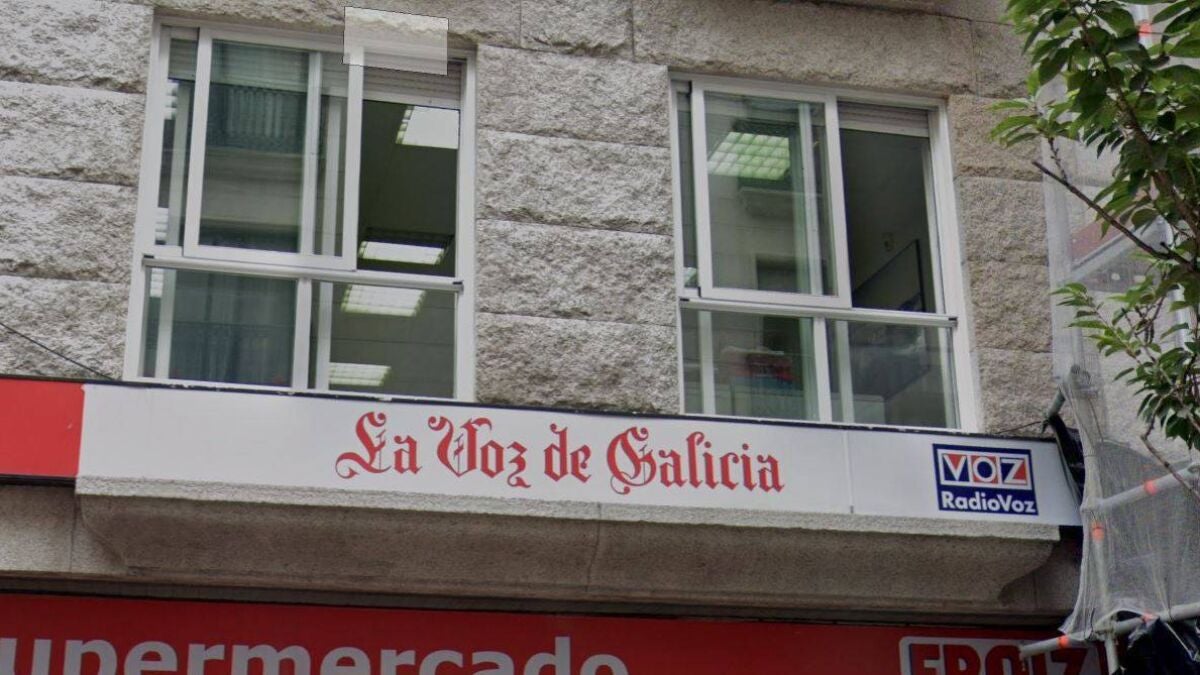 La Voz de Galicia
VOZ
RadioVoz
upermercado
FROIZ